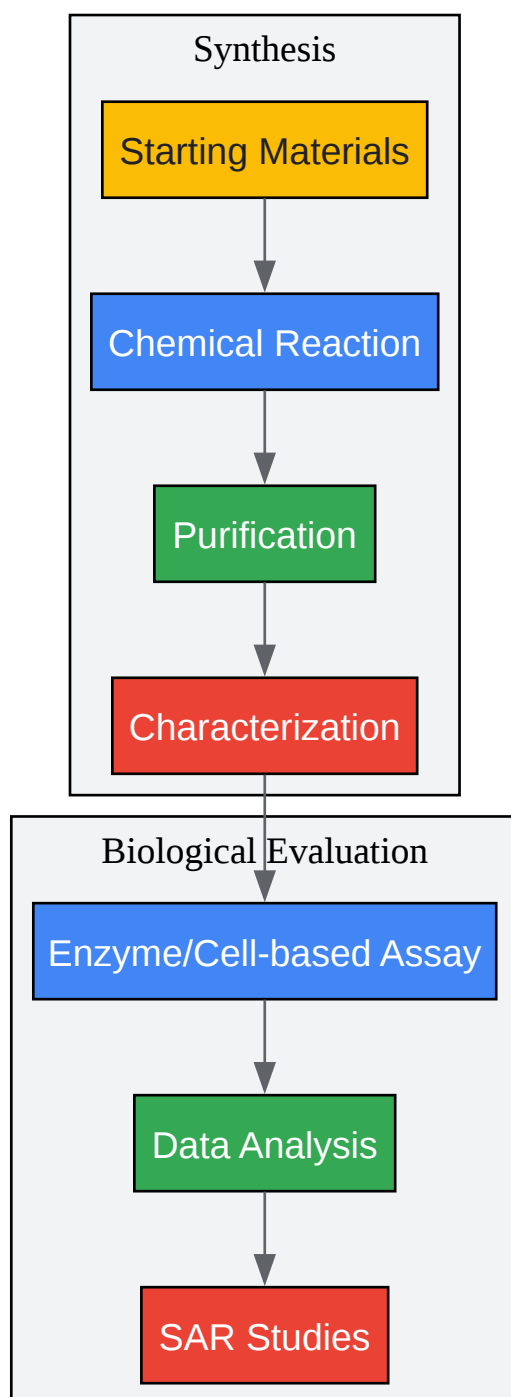 Synthesis
Starting Materials
Chemical Reaction
Purification
Characterization
Biological Evaluation
Enzyme/Cell-based Assay
Data Analysis
SAR Studies